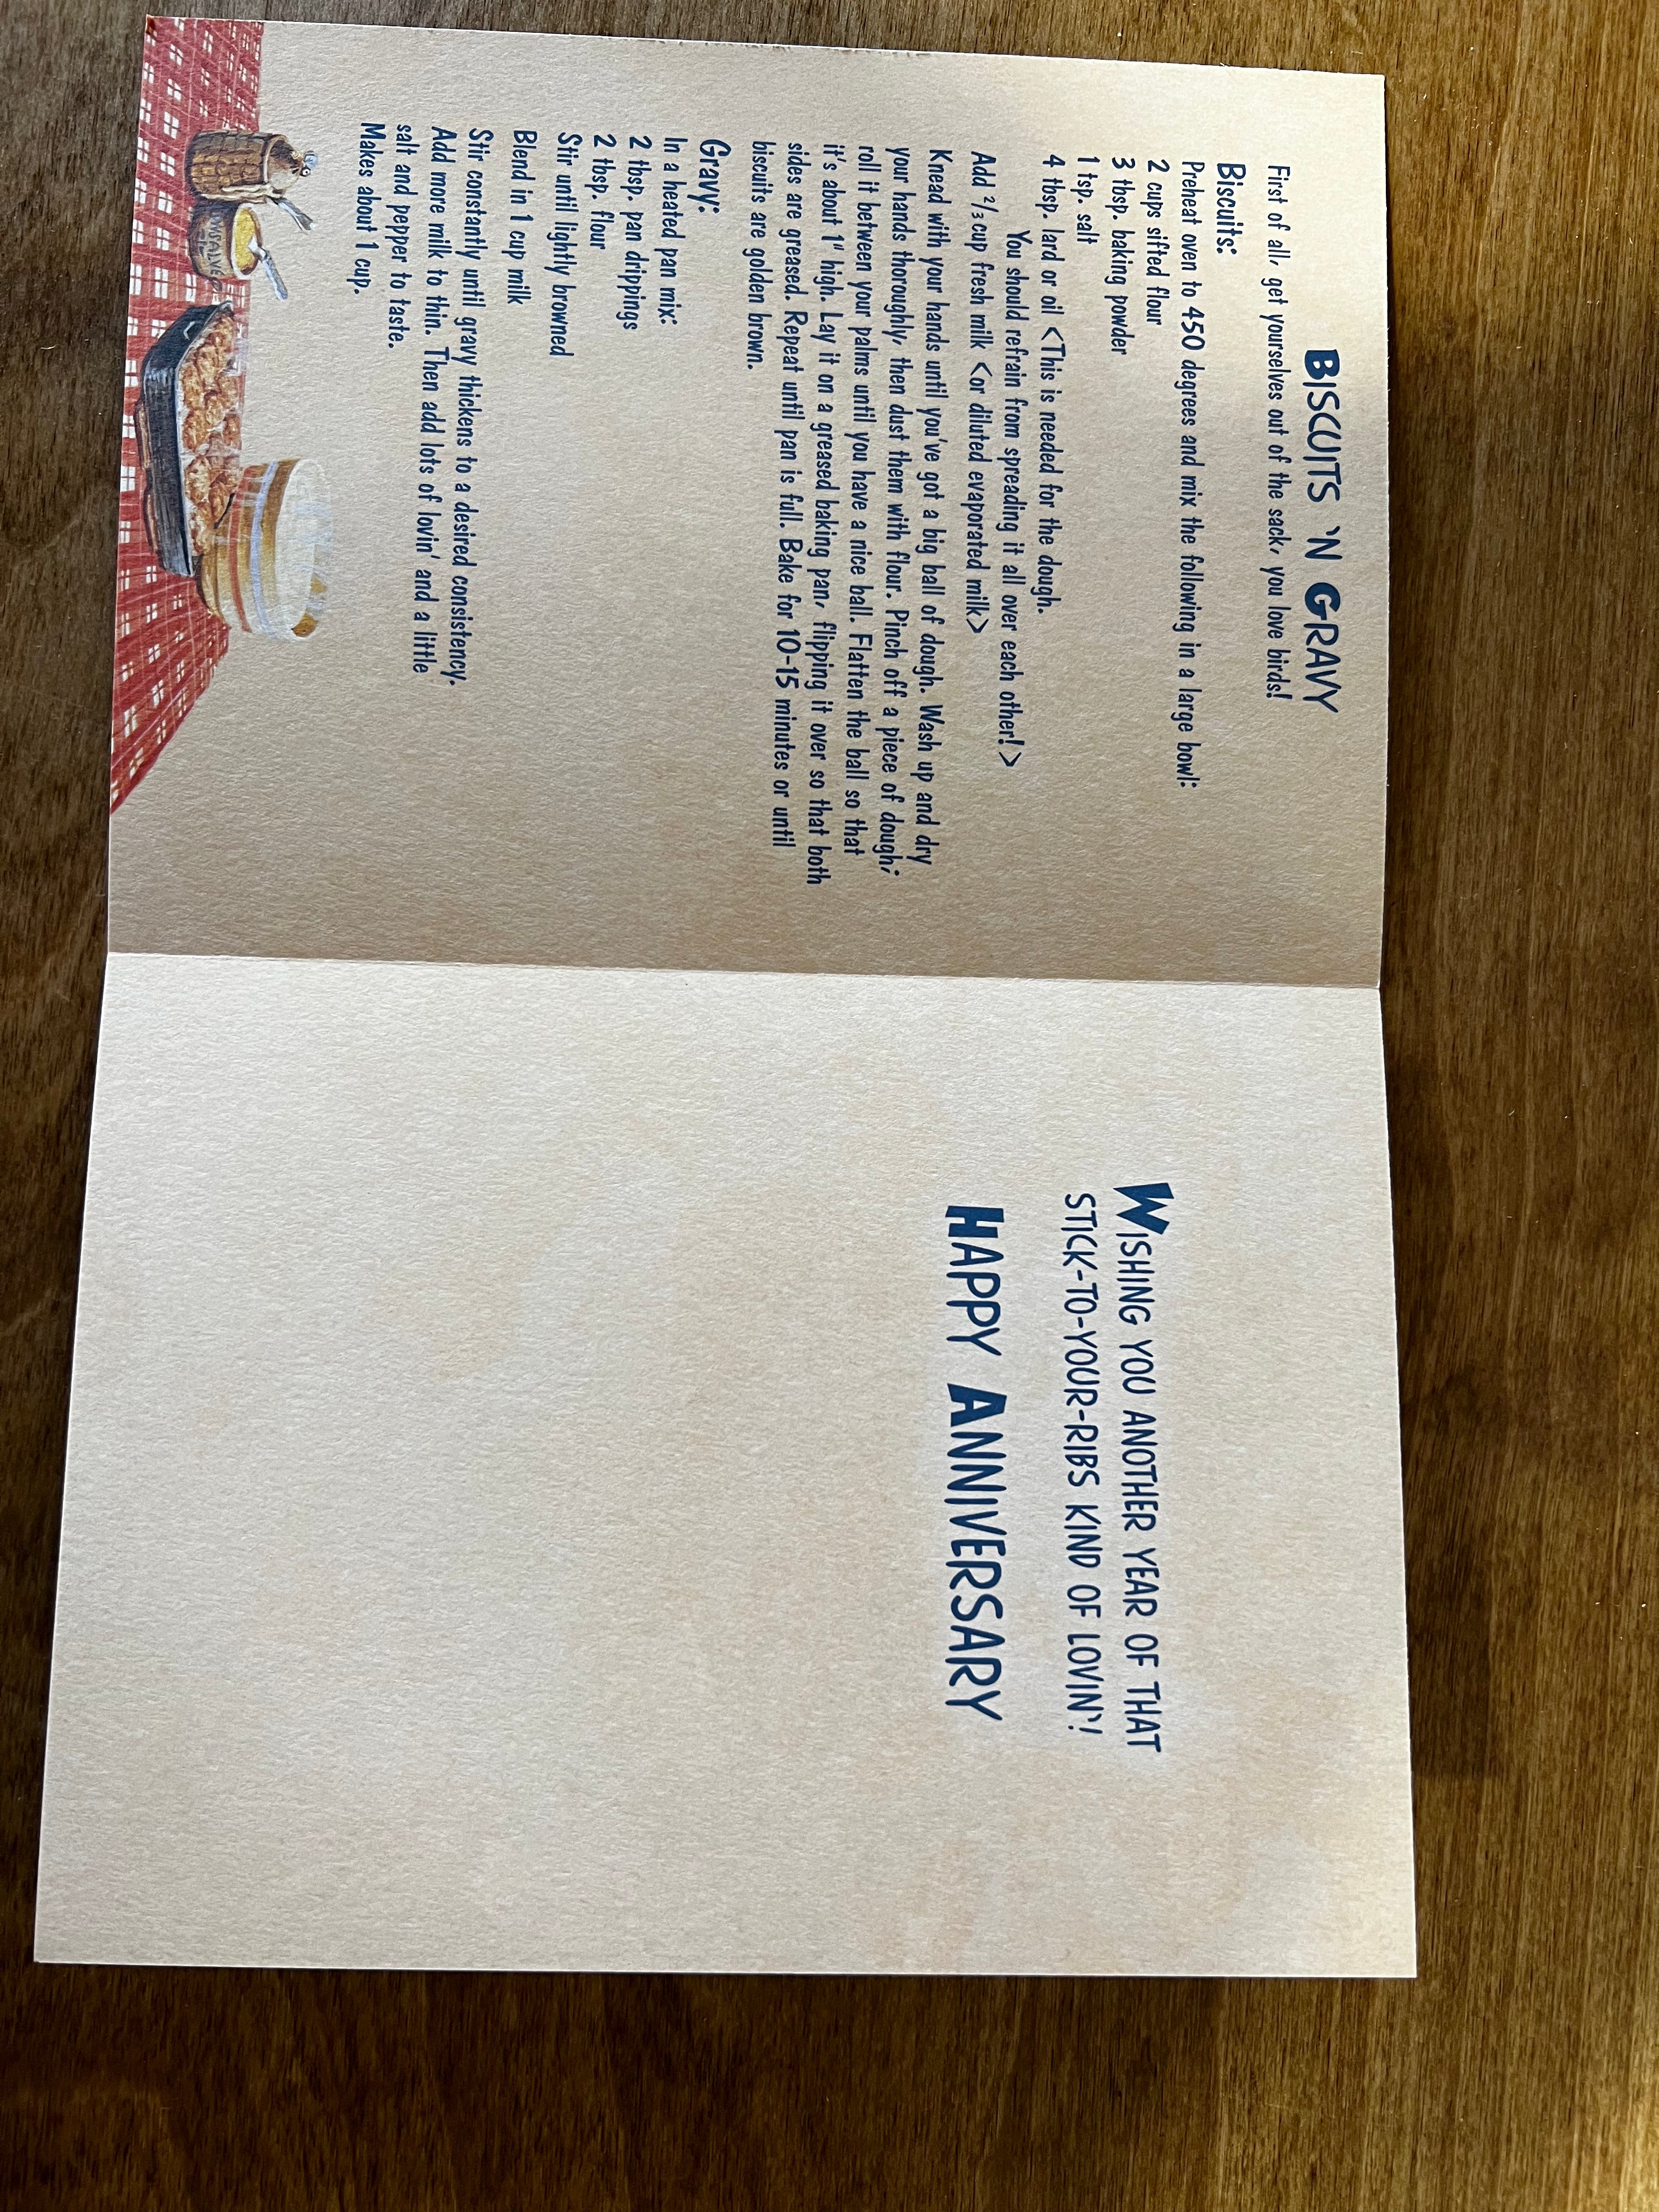 BISCUITS 'N GRAVY
First of all, get yourselves out of the sack, you love birds!
Biscuits:
Preheat oven to 450 degrees and mix the following in a large bowl:
2 cups sifted flour
3 tbsp. baking powder
1 tsp. salt
4 tbsp. lard or oil <This is needed for the dough.
You should refrain from spreading it all over each other!>
Add 2/3 cup fresh milk <or diluted evaporated milk>
Knead with your hands until you've got a big ball of dough. Wash up and dry
your hands thoroughly, then dust them with flour. Pinch off a piece of dough;
roll it between your palms until you have a nice ball. Flatten the ball so that
it's about 1" high. Lay it on a greased baking pan, flipping it over so that both
sides are greased. Repeat until pan is full. Bake for 10-15 minutes or until
biscuits are golden brown.
Gravy:
In a heated pan mix:
2 tbsp. pan drippings
2 tbsp. flour
Stir until lightly browned
Blend in 1 cup milk
Stir constantly until gravy thickens to a desired consistency.
Add more milk to thin. Then add lots of lovin' and a little
salt and pepper to taste.
Makes about 1 cup.
WISHING YOU ANOTHER YEAR OF THAT
STICK-TO-YOUR-RIBS KIND OF LOVIN'!
HAPPY ANNIVERSARY